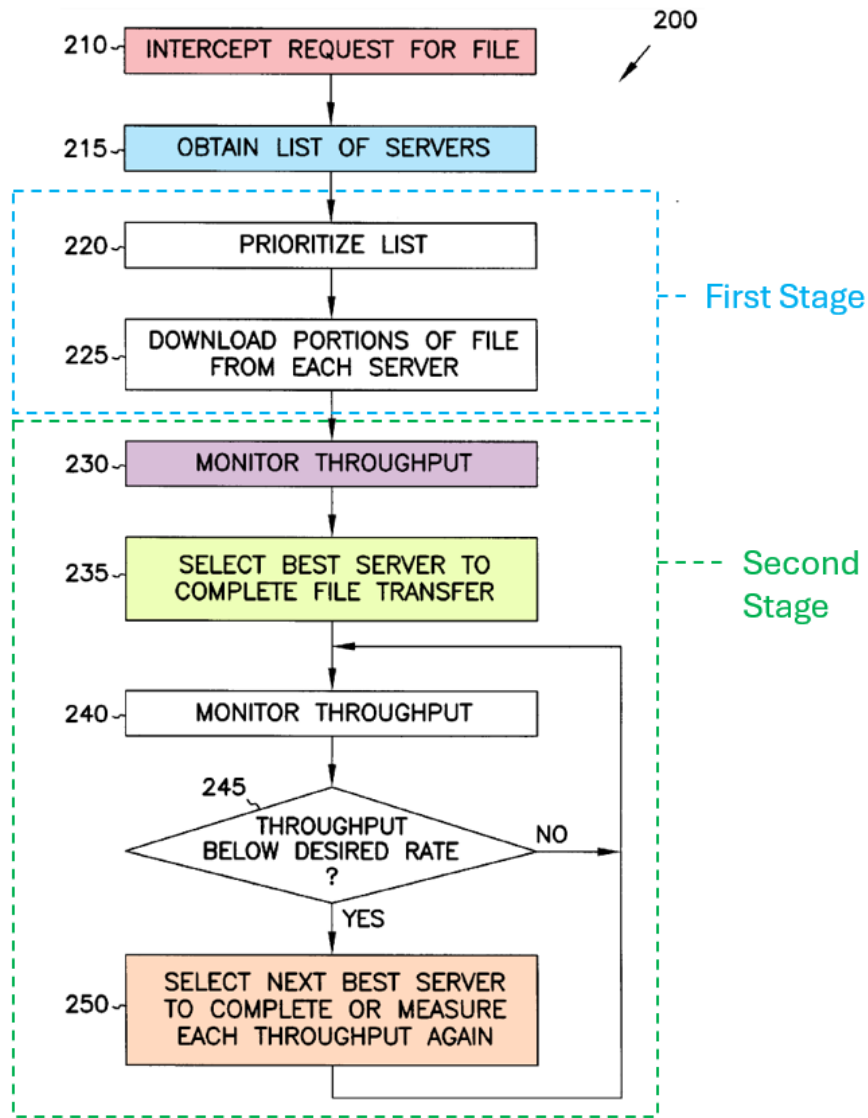 200
210
INTERCEPT REQUEST FOR FILE
215
OBTAIN LIST OF SERVERS
220
PRIORITIZE LIST
First Stage
225
DOWNLOAD PORTIONS OF FILE
FROM EACH SERVER
230
MONITOR THROUGHPUT
235
SELECT BEST SERVER TO
COMPLETE FILE TRANSFER
Second
Stage
240
MONITOR THROUGHPUT
245
THROUGHPUT
BELOW DESIRED RATE
?
NO
YES
250
SELECT NEXT BEST SERVER
TO COMPLETE OR MEASURE
EACH THROUGHPUT AGAIN